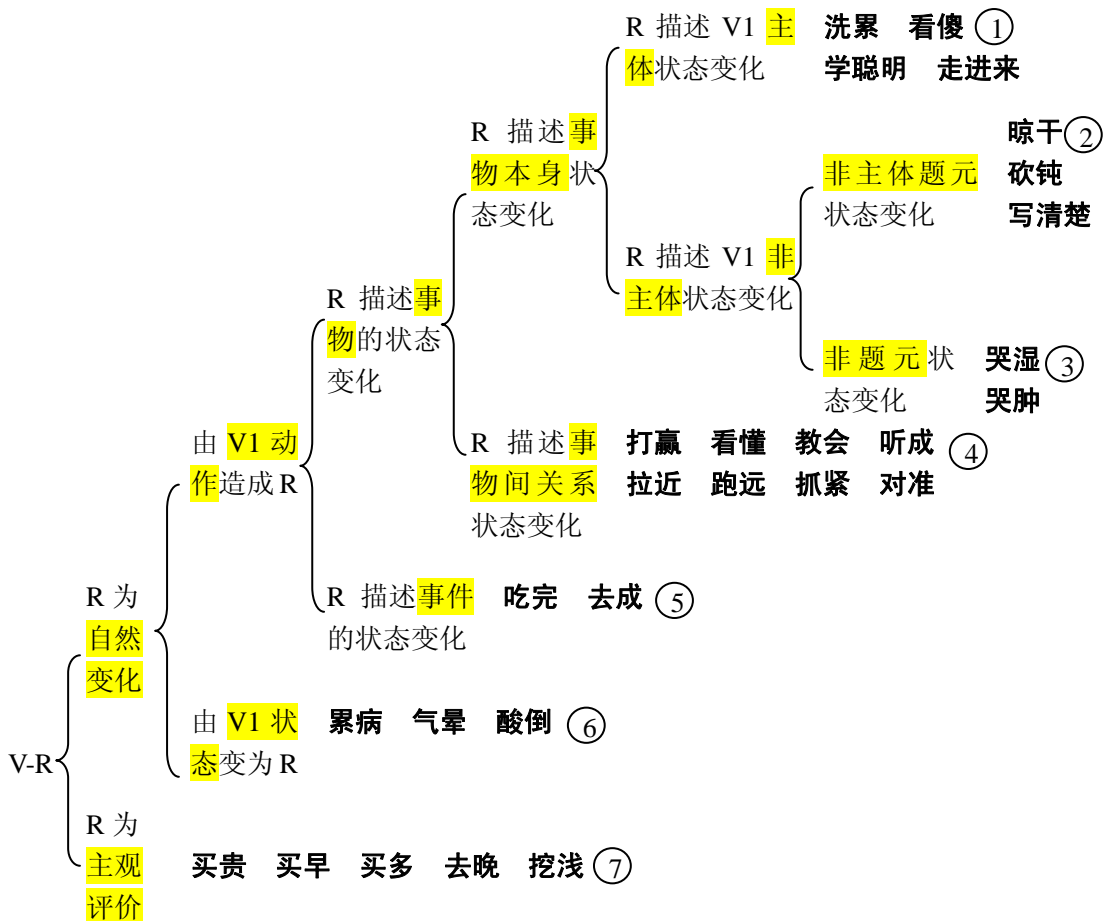 R 描述 V1 主
体状态变化
洗累 看傻 ①
学聪明 走进来
R 描述事
物本身状
态变化
晾干 ②
非主体题元
状态变化
砍钝
写清楚
R 描述 V1 非
主体状态变化
R 描述事
物的状态
变化
非题元状
态变化
哭湿 ③
哭肿
由 V1 动
作造成 R
R 描述事
物间关系
状态变化
打赢 看懂 教会 听成 ④
拉近 跑远 抓紧 对准
R 为
自然
变化
R 描述事件
的状态变化
吃完 去成 ⑤
由 V1 状
态变为 R
累病 气晕 酸倒 ⑥
V-R
R 为
主观
评价
买贵 买早 买多 去晚 挖浅 ⑦